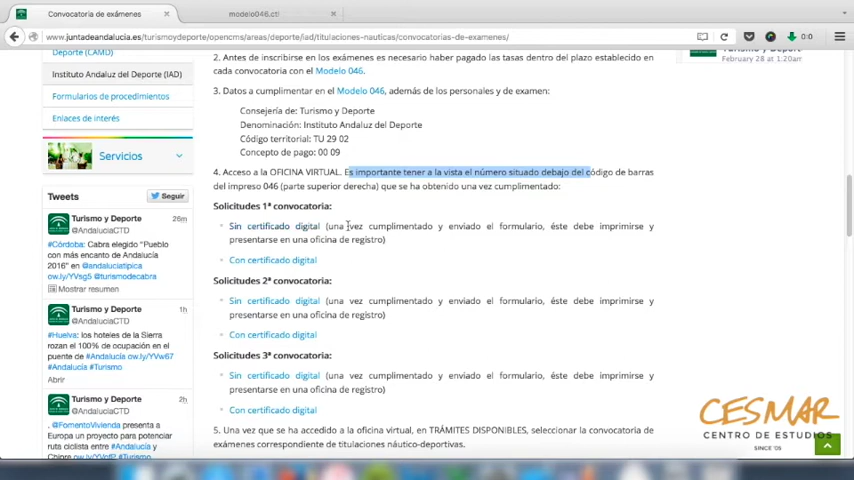 Convocatoria de exámenes
modelo046.ctl
www.juntadeandalucia.es/turismoydeporte/opencms/areas/deporte/iad/titulaciones-nauticas/convocatorias-de-examenes/
0:0
Deporte (CAMD)
Instituto Andaluz del Deporte (IAD)
Formularios de procedimientos
Enlaces de interés
Servicios
Tweets
Seguir
Turismo y Deporte
26m
@AndaluciaCTD
#Córdoba: Cabra elegido "Pueblo
con más encanto de Andalucía
2016" en @andaluciatipica
ow.ly/YVsg5 @turismodecabra
Mostrar resumen
Turismo y Deporte
1h
@AndaluciaCTD
#Huelva: los hoteles de la Sierra
rozan el 100% de ocupación en el
puente de #Andalucía ow.ly/YVw67
#Andalucia #Turismo
Abrir
Turismo y Deporte
2h
@AndaluciaCTD
. @FomentoVivienda presenta a
Europa un proyecto para potenciar
ruta ciclista entre #Andalucía y
2. Antes de inscribirse en los exámenes es necesario haber pagado las tasas dentro del plazo establecido en
cada convocatoria con el Modelo 046.
3. Datos a cumplimentar en el Modelo 046, además de los personales y de examen:
Consejería de: Turismo y Deporte
Denominación: Instituto Andaluz del Deporte
Código territorial: TU 29 02
Concepto de pago: 00 09
4. Acceso a la OFICINA VIRTUAL. Es importante tener a la vista el número situado debajo del código de barras
del impreso 046 (parte superior derecha) que se ha obtenido una vez cumplimentado:
Solicitudes 1ª convocatoria:
Sin certificado digital (una vez cumplimentado y enviado el formulario, éste debe imprimirse y
presentarse en una oficina de registro)
Con certificado digital
Solicitudes 2ª convocatoria:
Sin certificado digital (una vez cumplimentado y enviado el formulario, éste debe imprimirse y
presentarse en una oficina de registro)
Con certificado digital
Solicitudes 3ª convocatoria:
Sin certificado digital (una vez cumplimentado y enviado el formulario, éste debe imprimirse y
presentarse en una oficina de registro)
Con certificado digital
5. Una vez que se ha accedido a la oficina virtual, en TRÁMITES DISPONIBLES, seleccionar la convocatoria de
exámenes correspondiente de titulaciones náutico-deportivas.
February 28 at 1:20am
CESMAR
CENTRO DE ESTUDIOS
SINCE '05